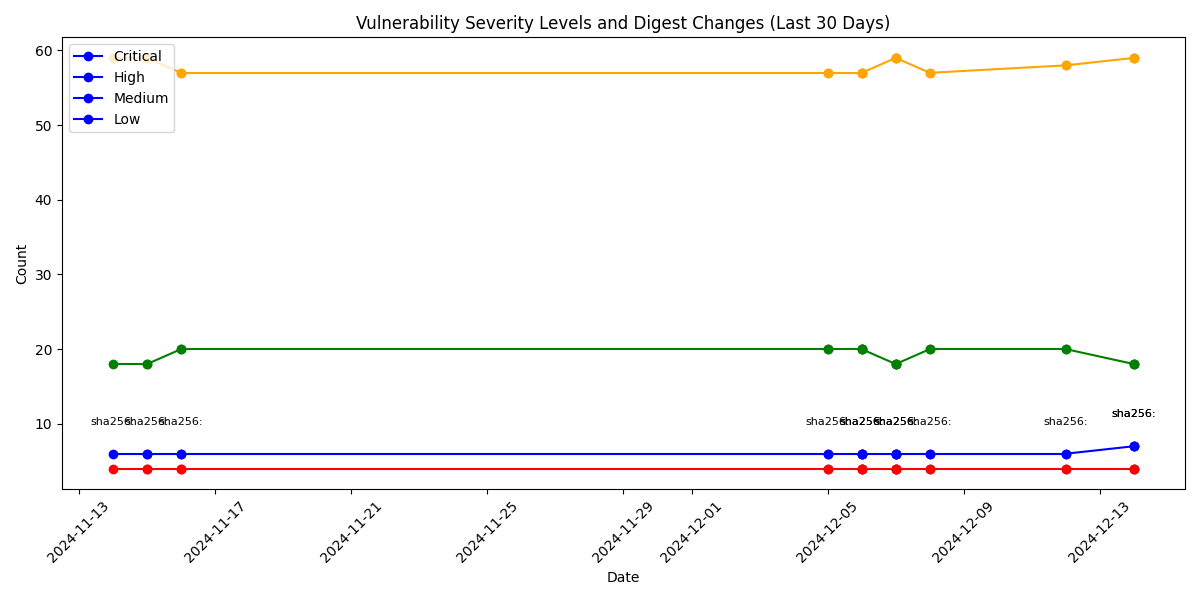 Vulnerability Severity Levels and Digest Changes (Last 30 Days)
Critical
High
Medium
Low
60
50
40
30
20
10
Count
sha256: sha256: sha256: sha256: sha256: sha256: sha256: sha256: sha256:
2024-11-13 2024-11-17 2024-11-21 2024-11-25 2024-11-29 2024-12-01 2024-12-05 2024-12-09 2024-12-13
Date